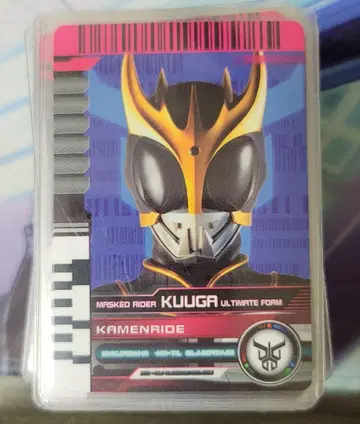 MASKED RIDER KUUGA ULTIMATE FORM
KAMENRIDE